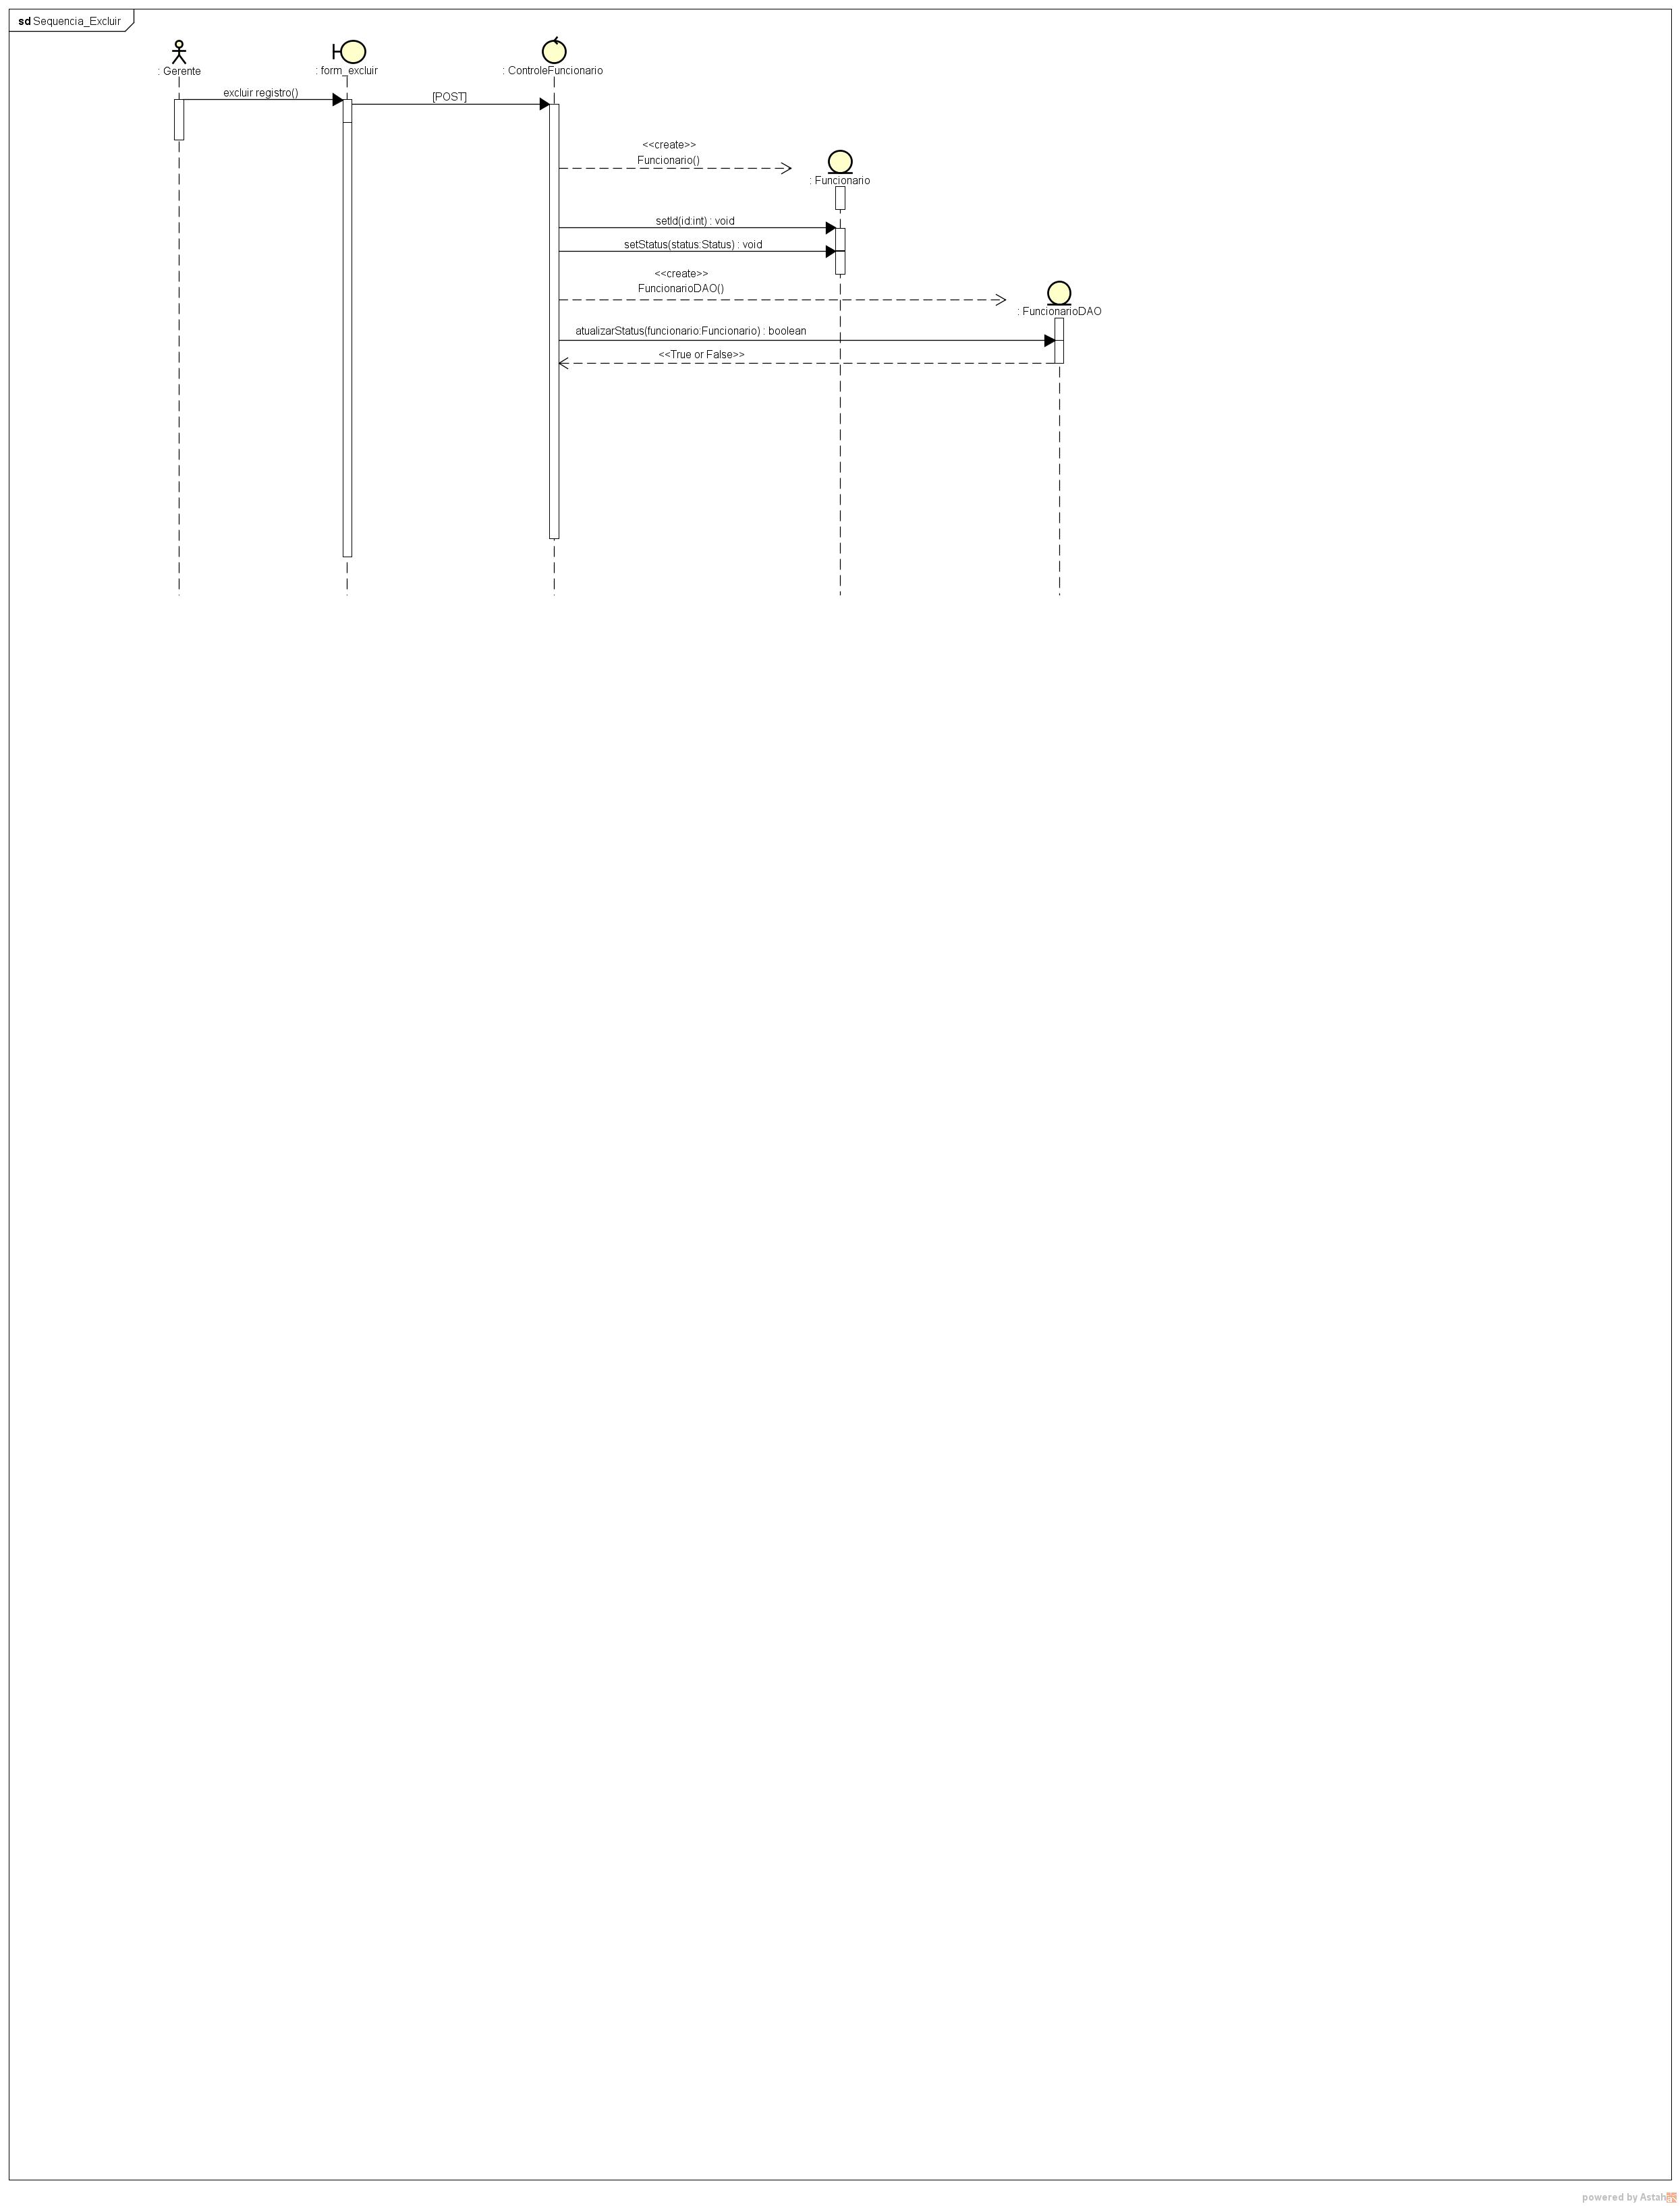 sd Sequencia_Excluir
: Gerente
: form_excluir
: ControleFuncionario
excluir registro()
[POST]
<<create>>
Funcionario()
: Funcionario
setId(id:int) : void
setStatus(status:Status) : void
<<create>>
FuncionarioDAO()
: FuncionarioDAO
atualizarStatus(funcionario:Funcionario) : boolean
<<True or False>>
powered by Astah